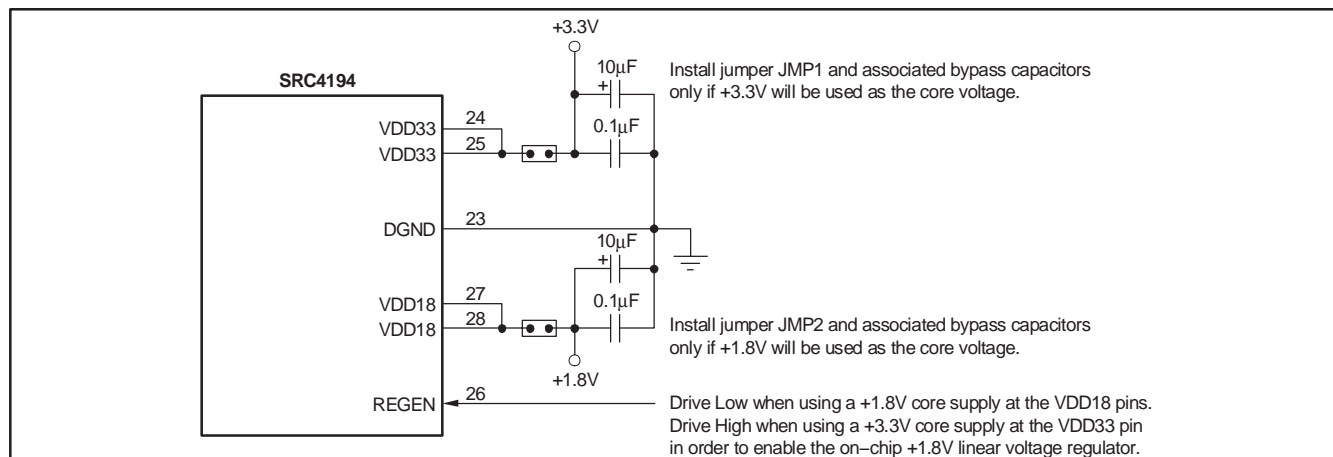 +3.3V
SRC4194
10μF
+
Install jumper JMP1 and associated bypass capacitors
only if +3.3V will be used as the core voltage.
VDD33 24
0.1μF
VDD33 25
DGND 23
10μF
+
VDD18 27
0.1μF
VDD18 28
Install jumper JMP2 and associated bypass capacitors
only if +1.8V will be used as the core voltage.
+1.8V
REGEN 26
Drive Low when using a +1.8V core supply at the VDD18 pins.
Drive High when using a +3.3V core supply at the VDD33 pin
in order to enable the on–chip +1.8V linear voltage regulator.